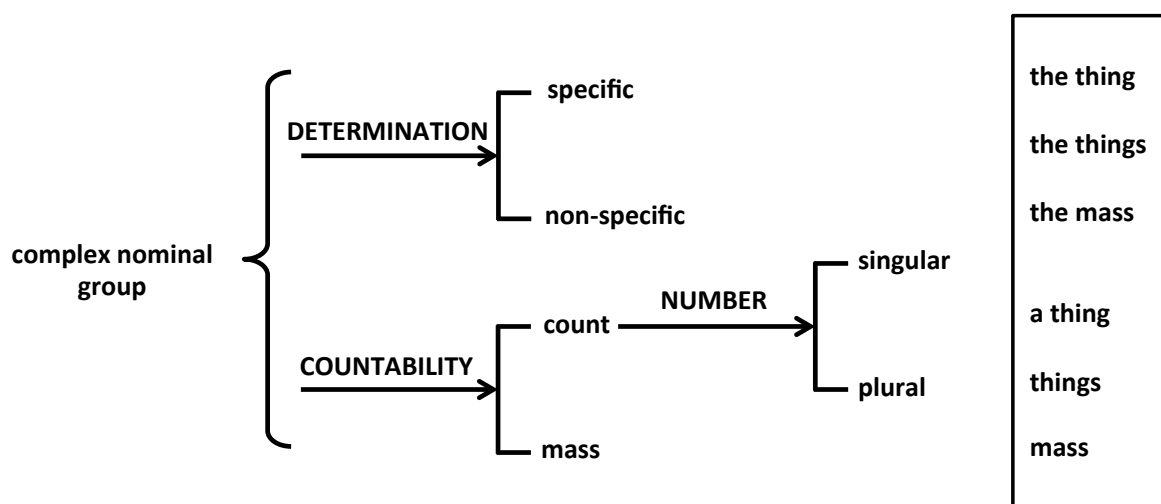 complex nominal
group
DETERMINATION
specific
non-specific
COUNTABILITY
count
mass
NUMBER
singular
plural
the thing
the things
the mass
a thing
things
mass